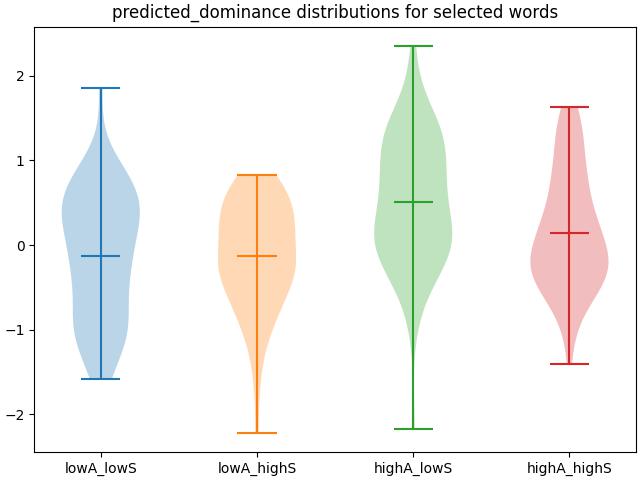 predicted_dominance distributions for selected words
2
1
0
−1
−2
lowA_lowS lowA_highS highA_lowS highA_highS